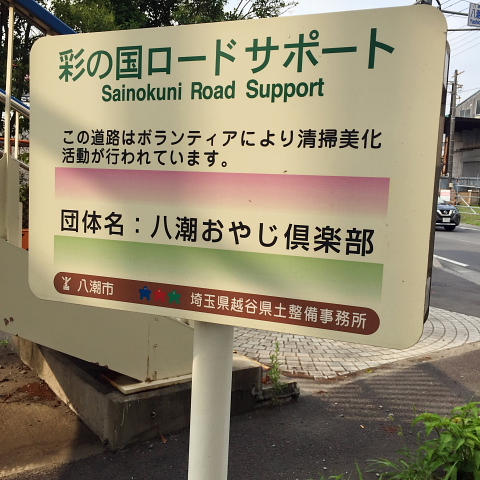 彩の国ロードサポート
Sainokuni Road Support
この道路はボランティアにより清掃美化
活動が行われています。
団体名：八潮おやじ倶楽部
八潮市 埼玉県越谷県土整備事務所